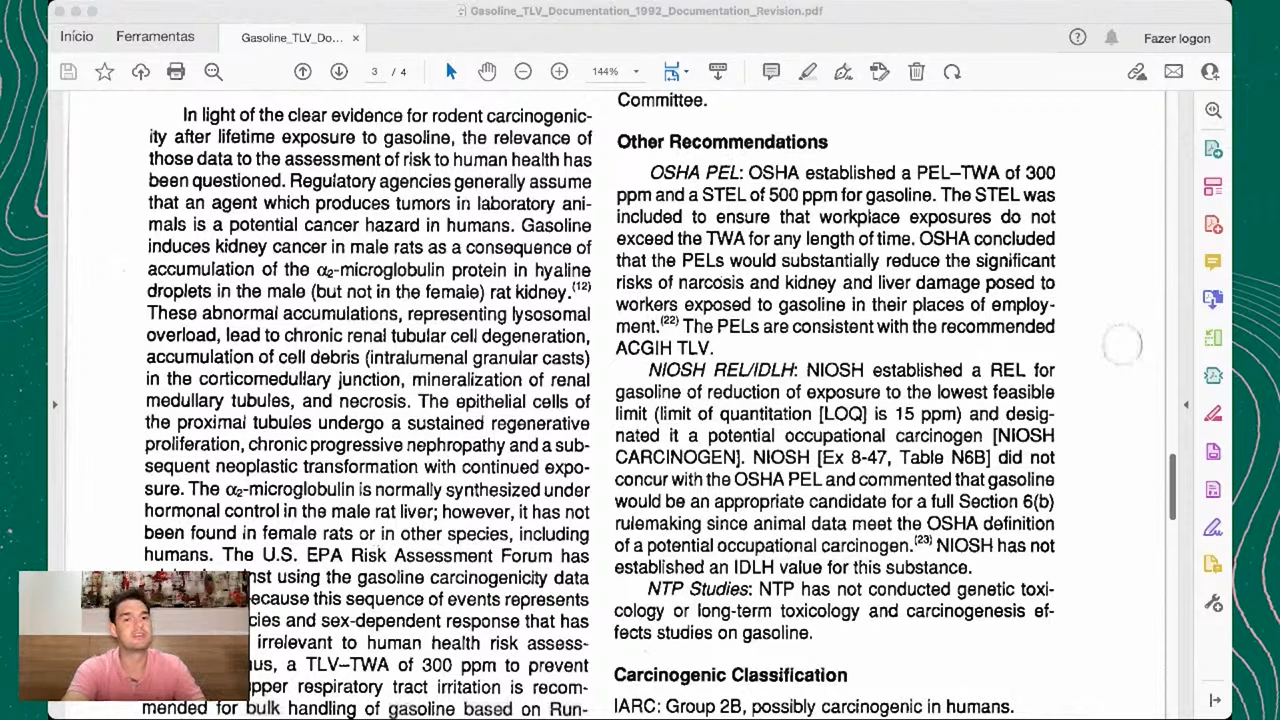 Gasoline_TLV_Documentation_1992_Documentation_Revision.pdf
Início
Ferramentas
Gasoline_TLV_Do... ×
Fazer logon
3 / 4
144%
In light of the clear evidence for rodent carcinogenic-
ity after lifetime exposure to gasoline, the relevance of
those data to the assessment of risk to human health has
been questioned. Regulatory agencies generally assume
that an agent which produces tumors in laboratory ani-
mals is a potential cancer hazard in humans. Gasoline
induces kidney cancer in male rats as a consequence of
accumulation of the α₂-microglobulin protein in hyaline
droplets in the male (but not in the female) rat kidney.(12)
These abnormal accumulations, representing lysosomal
overload, lead to chronic renal tubular cell degeneration,
accumulation of cell debris (intralumenal granular casts)
in the corticomedullary junction, mineralization of renal
medullary tubules, and necrosis. The epithelial cells of
the proximal tubules undergo a sustained regenerative
proliferation, chronic progressive nephropathy and a sub-
sequent neoplastic transformation with continued expo-
sure. The α₂-microglobulin is normally synthesized under
hormonal control in the male rat liver; however, it has not
been found in female rats or in other species, including
humans. The U.S. EPA Risk Assessment Forum has
using the gasoline carcinogenicity data
ecause this sequence of events represents
cies and sex-dependent response that has
irrelevant to human health risk assess-
us, a TLV–TWA of 300 ppm to prevent
pper respiratory tract irritation is recom-
mended for bulk handling of gasoline based on Run-
Committee.
Other Recommendations
OSHA PEL: OSHA established a PEL–TWA of 300
ppm and a STEL of 500 ppm for gasoline. The STEL was
included to ensure that workplace exposures do not
exceed the TWA for any length of time. OSHA concluded
that the PELs would substantially reduce the significant
risks of narcosis and kidney and liver damage posed to
workers exposed to gasoline in their places of employ-
ment.(22) The PELs are consistent with the recommended
ACGIH TLV.
NIOSH REL/IDLH: NIOSH established a REL for
gasoline of reduction of exposure to the lowest feasible
limit (limit of quantitation [LOQ] is 15 ppm) and desig-
nated it a potential occupational carcinogen [NIOSH
CARCINOGEN]. NIOSH [Ex 8-47, Table N6B] did not
concur with the OSHA PEL and commented that gasoline
would be an appropriate candidate for a full Section 6(b)
rulemaking since animal data meet the OSHA definition
of a potential occupational carcinogen.(23) NIOSH has not
established an IDLH value for this substance.
NTP Studies: NTP has not conducted genetic toxi-
cology or long-term toxicology and carcinogenesis ef-
fects studies on gasoline.
Carcinogenic Classification
IARC: Group 2B, possibly carcinogenic in humans.